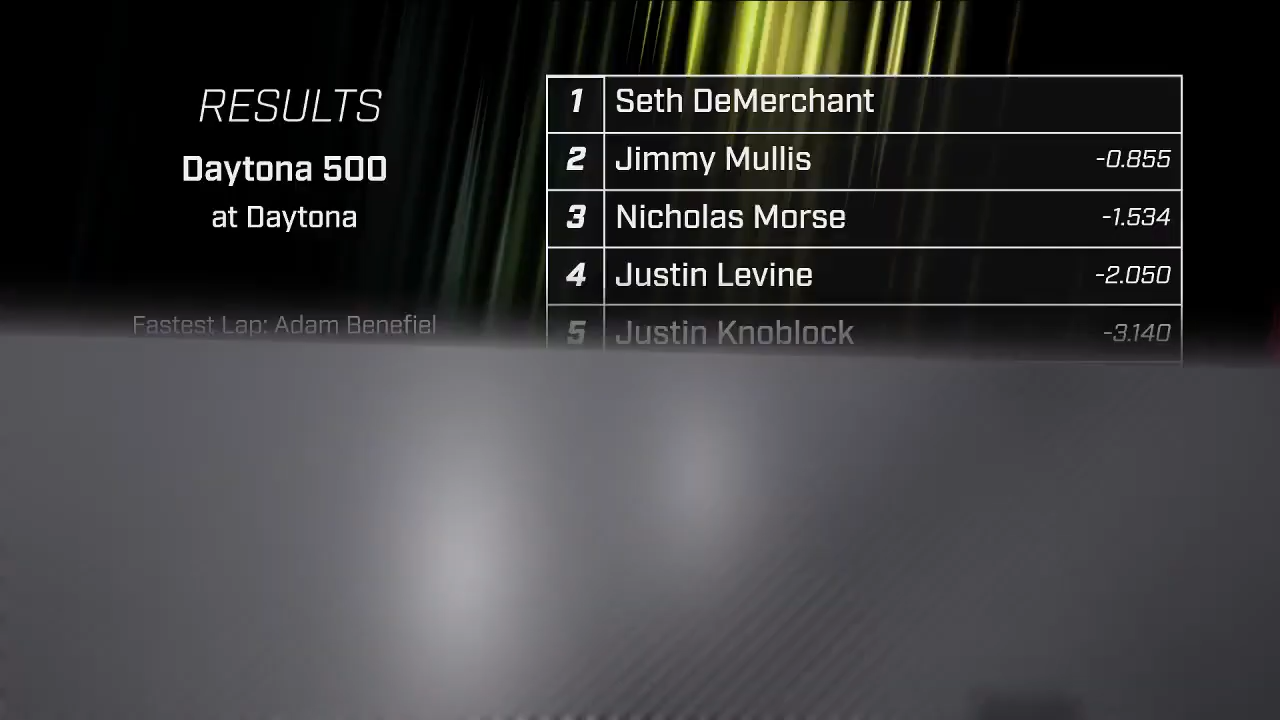 RESULTS
Daytona 500
at Daytona
Fastest Lap: Adam Benefiel
1 Seth DeMerchant
2 Jimmy Mullis -0.855
3 Nicholas Morse -1.534
4 Justin Levine -2.050
5 Justin Knoblock -3.140